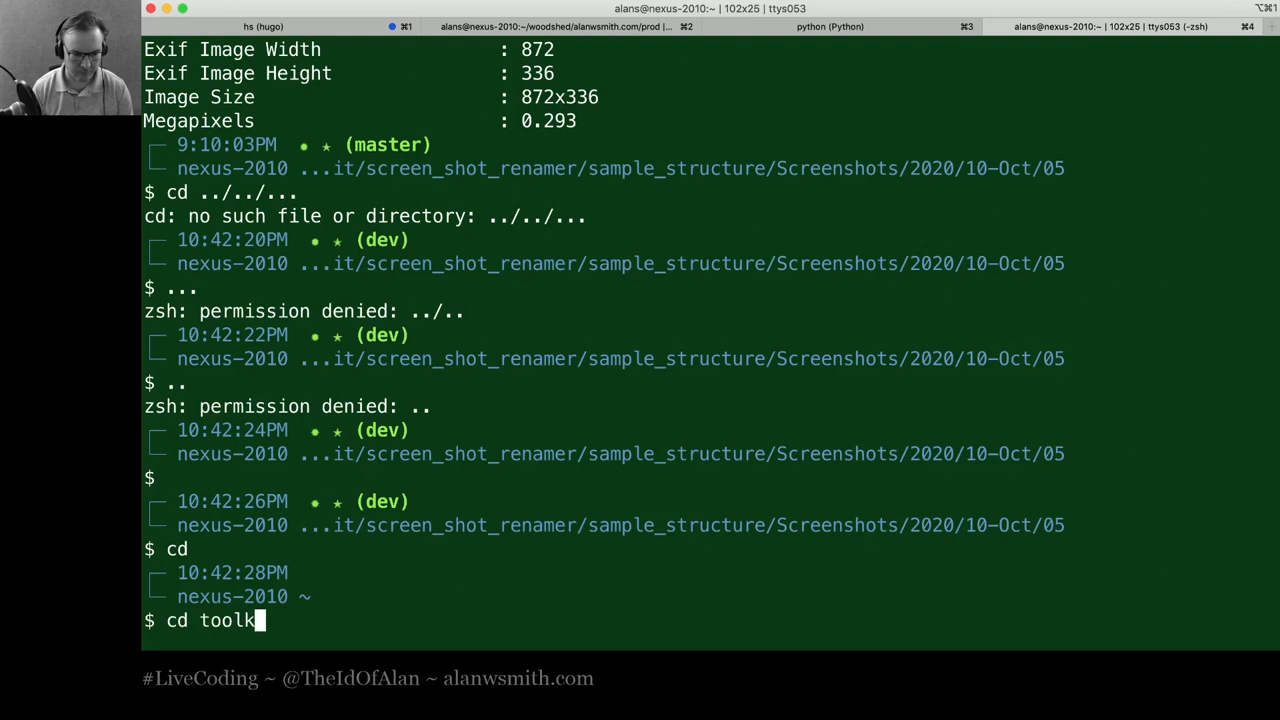 alans@nexus-2010:~ | 102x25 | ttys053
⌥⌘1
hs (hugo)
⌘1
alans@nexus-2010:~/woodshed/alanwsmith.com/prod |...
⌘2
python (Python)
⌘3
alans@nexus-2010:~ | 102x25 | ttys053 (-zsh)
⌘4
Exif Image Width : 872
Exif Image Height : 336
Image Size : 872x336
Megapixels : 0.293
9:10:03PM (master)
nexus-2010 ...it/screen_shot_renamer/sample_structure/Screenshots/2020/10-Oct/05
$ cd ../../...
cd: no such file or directory: ../../...
10:42:20PM (dev)
nexus-2010 ...it/screen_shot_renamer/sample_structure/Screenshots/2020/10-Oct/05
$ ...
zsh: permission denied: ../..
10:42:22PM (dev)
nexus-2010 ...it/screen_shot_renamer/sample_structure/Screenshots/2020/10-Oct/05
$ ..
zsh: permission denied: ..
10:42:24PM (dev)
nexus-2010 ...it/screen_shot_renamer/sample_structure/Screenshots/2020/10-Oct/05
$
10:42:26PM (dev)
nexus-2010 ...it/screen_shot_renamer/sample_structure/Screenshots/2020/10-Oct/05
$ cd
10:42:28PM
nexus-2010 ~
$ cd toolk
#LiveCoding ~ @TheIdOfAlan ~ alanwsmith.com